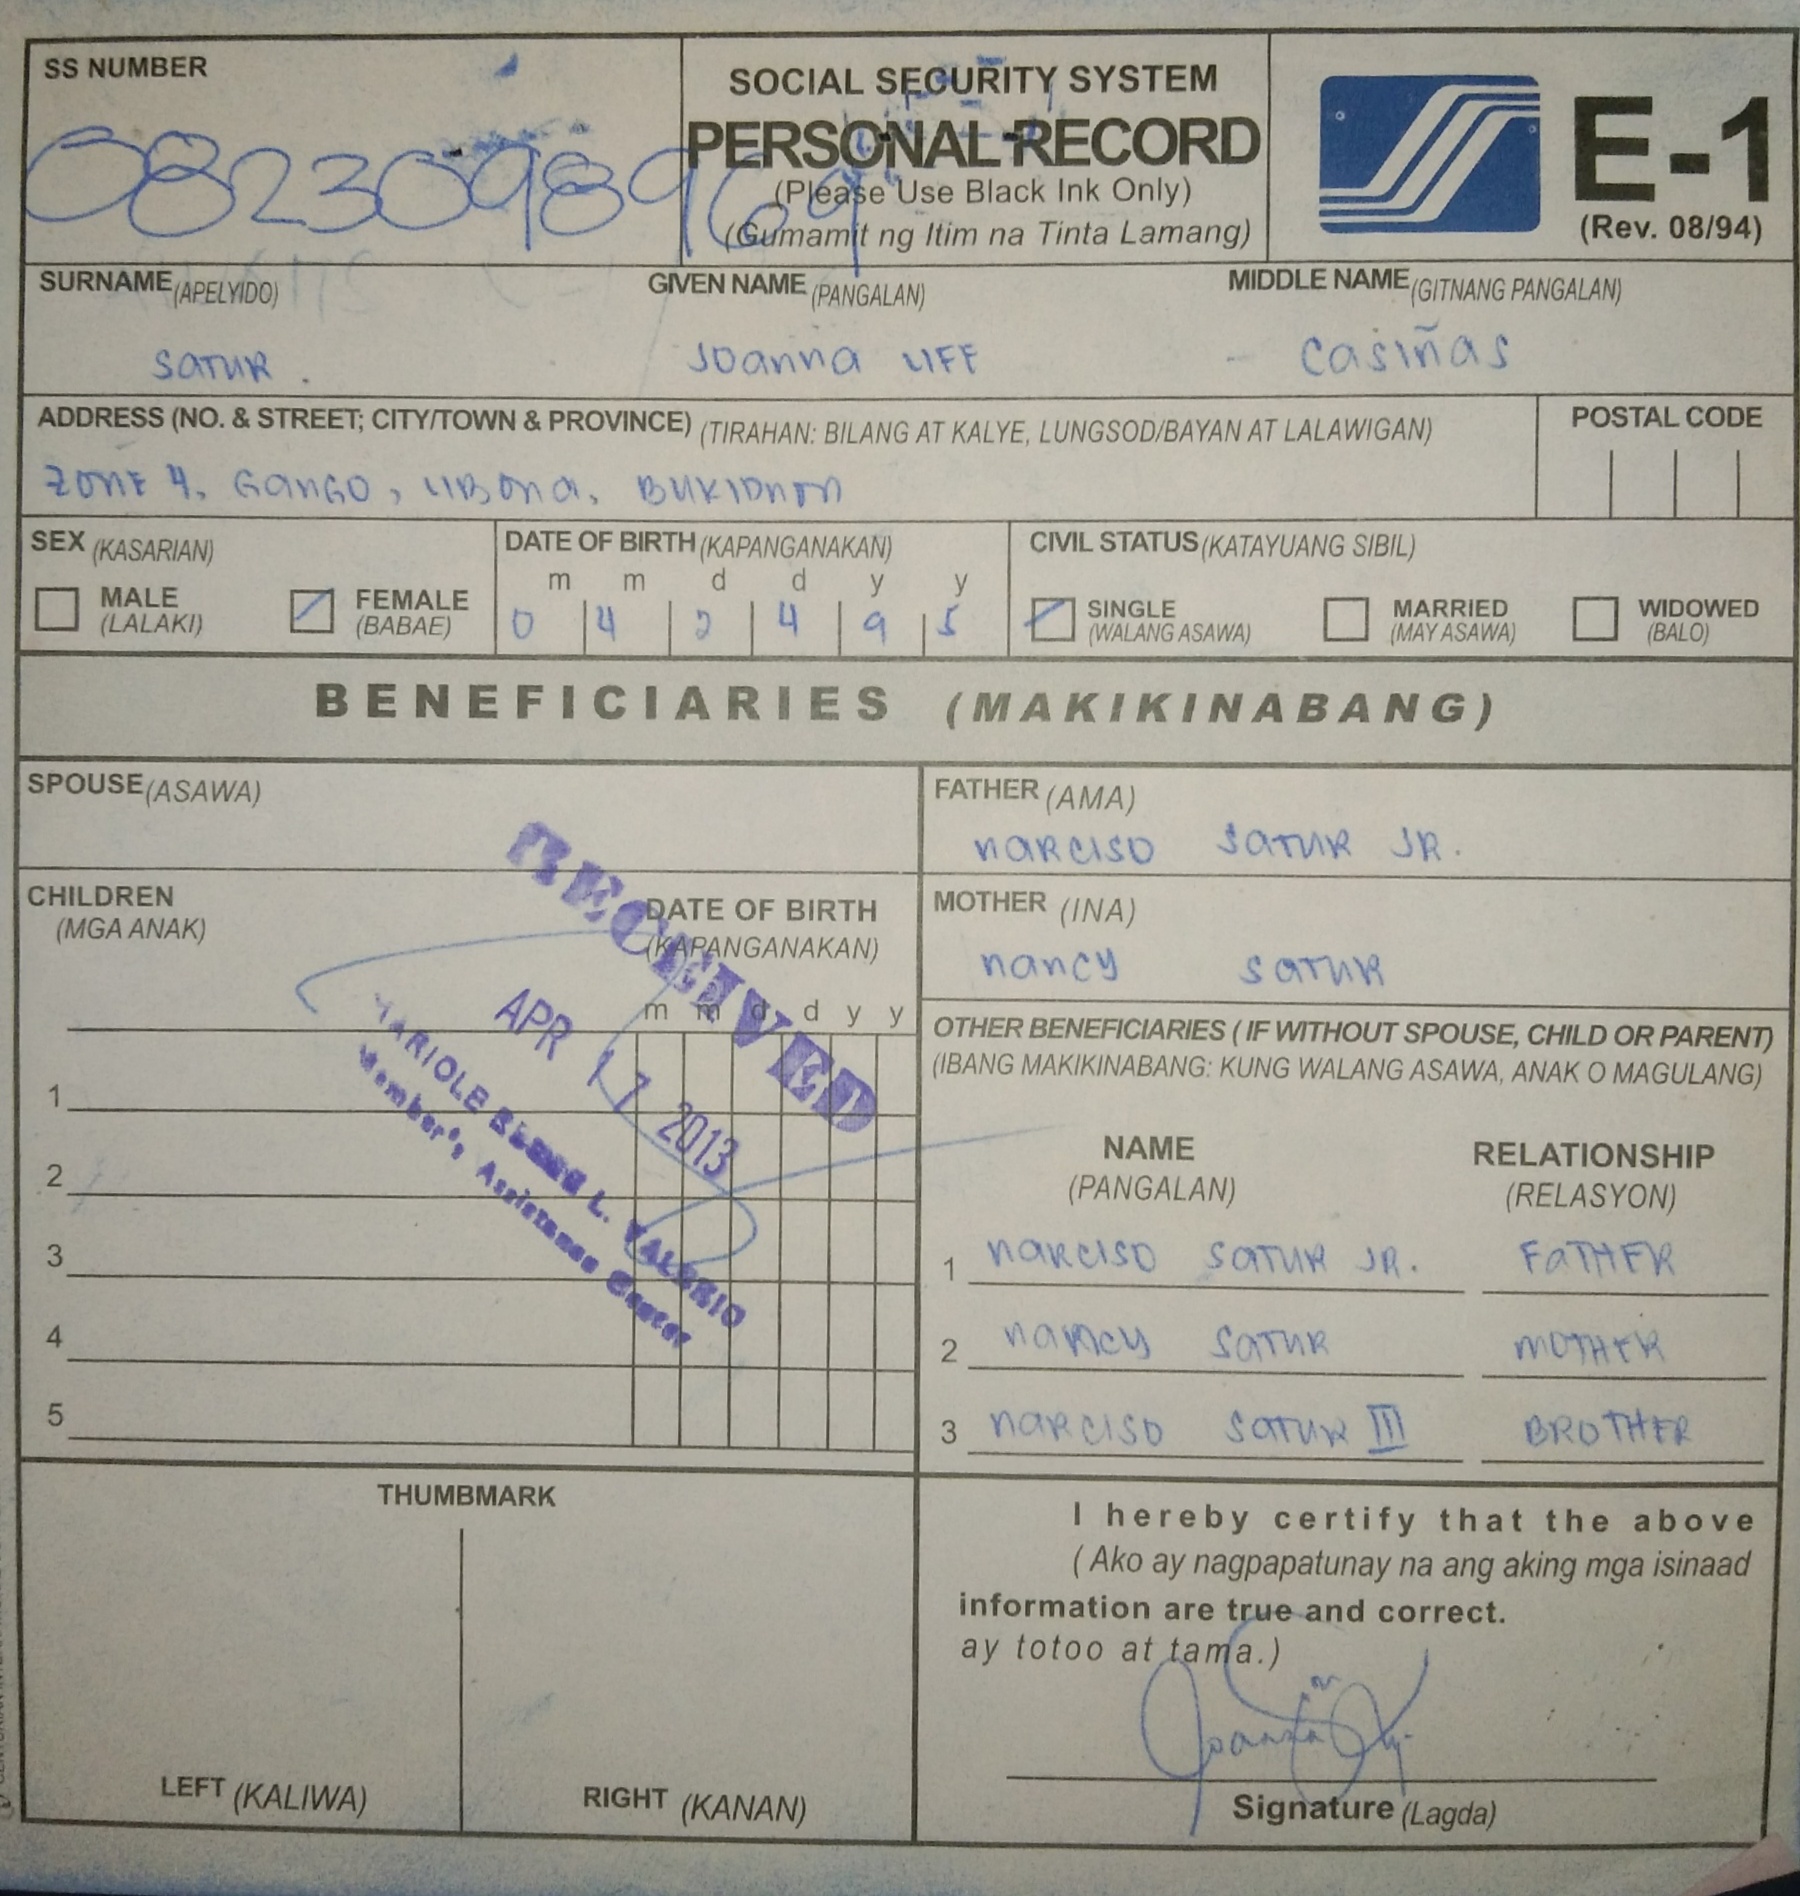 SS NUMBER
0823098969
SOCIAL SECURITY SYSTEM
PERSONAL RECORD
(Please Use Black Ink Only)
(Gumamit ng Itim na Tinta Lamang)
E-1
(Rev. 08/94)
SURNAME (APELYIDO) GIVEN NAME (PANGALAN) MIDDLE NAME (GITNANG PANGALAN)
SATUR Joanna LIFE Casiñas
ADDRESS (NO. & STREET; CITY/TOWN & PROVINCE) (TIRAHAN: BILANG AT KALYE, LUNGSOD/BAYAN AT LALAWIGAN) POSTAL CODE
ZONE 4, GANGO, LIBONA, BUKIDNON
SEX (KASARIAN)
MALE (LALAKI) FEMALE (BABAE)
DATE OF BIRTH (KAPANGANAKAN)
m m d d y y
0 4 2 4 9 5
CIVIL STATUS (KATAYUANG SIBIL)
SINGLE (WALANG ASAWA) MARRIED (MAY ASAWA) WIDOWED (BALO)
BENEFICIARIES (MAKIKINABANG)
SPOUSE (ASAWA)
CHILDREN
(MGA ANAK)
DATE OF BIRTH
(KAPANGANAKAN)
m m d d y y
1
2
3
4
5
RECEIVED
APR 17 2013
L. VALERIO
Member's Assistance Center
FATHER (AMA)
NARCISO SATUR JR.
MOTHER (INA)
NANCY SATUR
OTHER BENEFICIARIES ( IF WITHOUT SPOUSE, CHILD OR PARENT)
(IBANG MAKIKINABANG: KUNG WALANG ASAWA, ANAK O MAGULANG)
NAME RELATIONSHIP
(PANGALAN) (RELASYON)
1 NARCISO SATUR JR. FATHER
2 NANCY SATUR MOTHER
3 NARCISO SATUR III BROTHER
THUMBMARK
LEFT (KALIWA) RIGHT (KANAN)
I hereby certify that the above
( Ako ay nagpapatunay na ang aking mga isinaad
information are true and correct.
ay totoo at tama.)
Signature (Lagda)